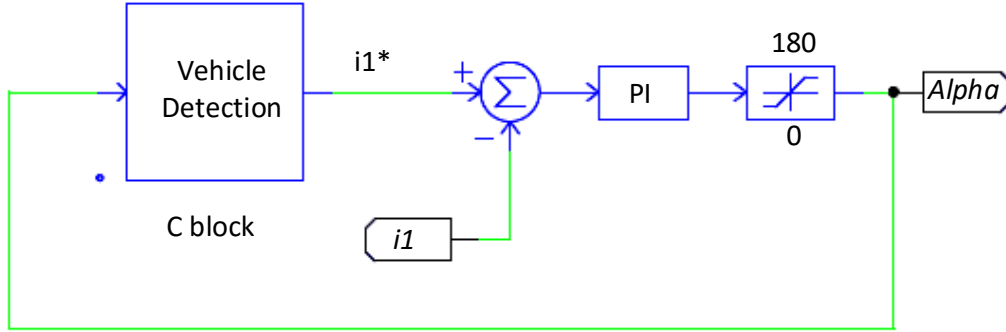 180
Vehicle
Detection
i1*
+
Σ
PI
Alpha
−
0
C block
i1